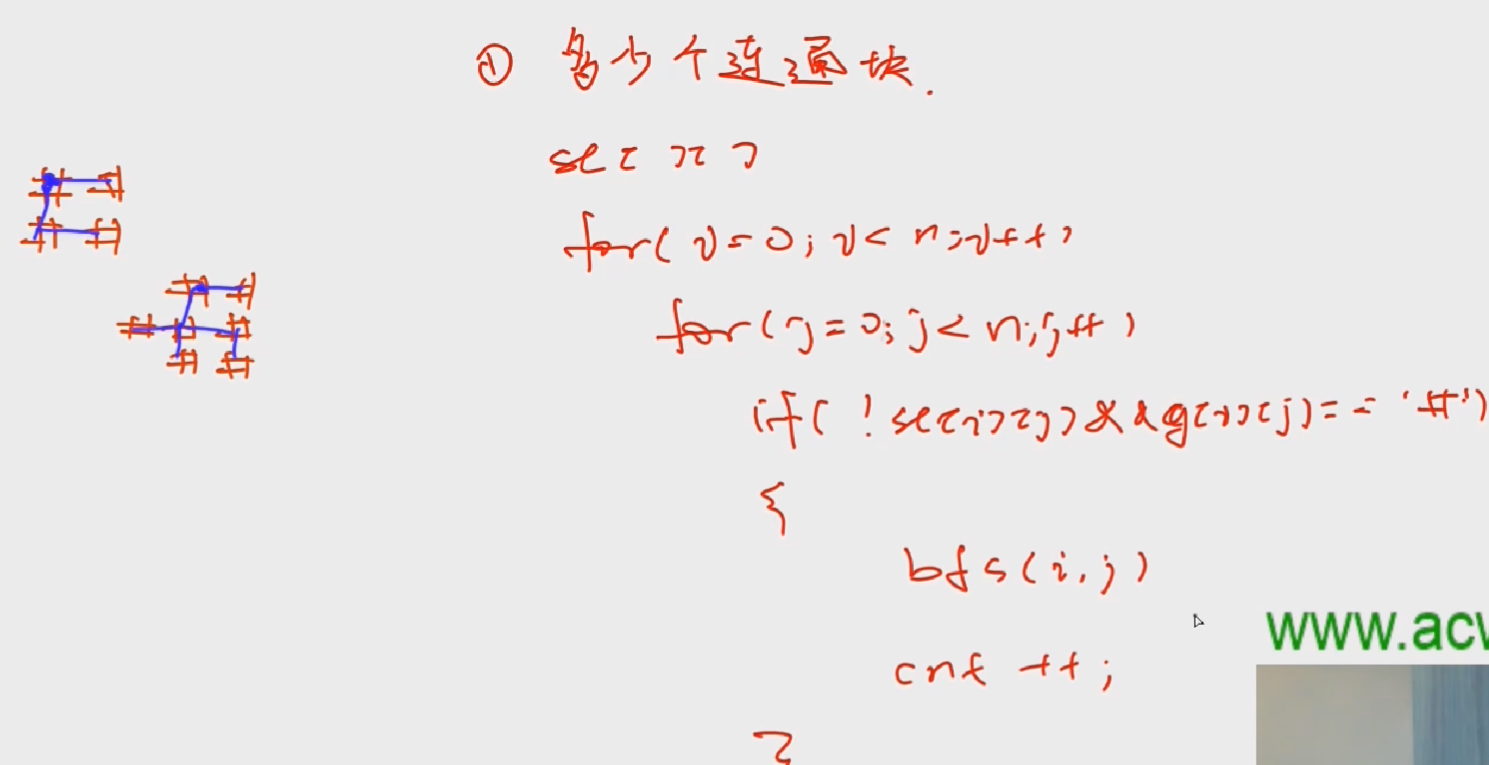 ① 多少个连通块.
st[][]
for(i=0;i<n;i++)
for(j=0;j<n;j++)
if(!st[i][j]&&g[i][j]=='#')
{
bfs(i,j)
cnt++;
}
www.acw